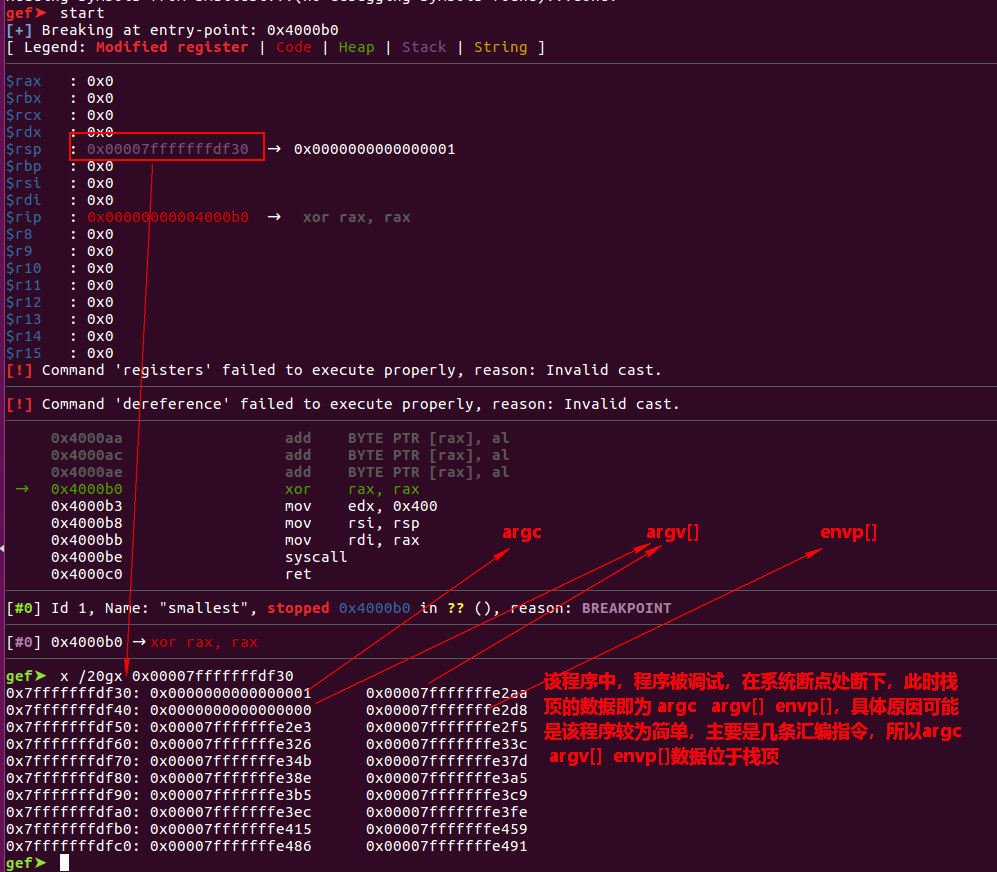 gef➤  start
[+] Breaking at entry-point: 0x4000b0
[ Legend: Modified register | Code | Heap | Stack | String ]
$rax   : 0x0
$rbx   : 0x0
$rcx   : 0x0
$rdx   : 0x0
$rsp   : 0x00007fffffffdf30  →  0x0000000000000001
$rbp   : 0x0
$rsi   : 0x0
$rdi   : 0x0
$rip   : 0x00000000004000b0  →   xor rax, rax
$r8    : 0x0
$r9    : 0x0
$r10   : 0x0
$r11   : 0x0
$r12   : 0x0
$r13   : 0x0
$r14   : 0x0
$r15   : 0x0
[!] Command 'registers' failed to execute properly, reason: Invalid cast.
[!] Command 'dereference' failed to execute properly, reason: Invalid cast.
0x4000aa                  add    BYTE PTR [rax], al
0x4000ac                  add    BYTE PTR [rax], al
0x4000ae                  add    BYTE PTR [rax], al
→   0x4000b0                  xor    rax, rax
0x4000b3                  mov    edx, 0x400
0x4000b8                  mov    rsi, rsp
0x4000bb                  mov    rdi, rax
0x4000be                  syscall
0x4000c0                  ret
argc argv[] envp[]
[#0] Id 1, Name: "smallest", stopped 0x4000b0 in ?? (), reason: BREAKPOINT
[#0] 0x4000b0 → xor rax, rax
gef➤  x /20gx 0x00007fffffffdf30
0x7fffffffdf30: 0x0000000000000001      0x00007fffffffe2aa
0x7fffffffdf40: 0x0000000000000000      0x00007fffffffe2d8
0x7fffffffdf50: 0x00007fffffffe2e3      0x00007fffffffe2f5
0x7fffffffdf60: 0x00007fffffffe326      0x00007fffffffe33c
0x7fffffffdf70: 0x00007fffffffe34b      0x00007fffffffe37d
0x7fffffffdf80: 0x00007fffffffe38e      0x00007fffffffe3a5
0x7fffffffdf90: 0x00007fffffffe3b5      0x00007fffffffe3c9
0x7fffffffdfa0: 0x00007fffffffe3ec      0x00007fffffffe3fe
0x7fffffffdfb0: 0x00007fffffffe415      0x00007fffffffe459
0x7fffffffdfc0: 0x00007fffffffe486      0x00007fffffffe491
gef➤
该程序中，程序被调试，在系统断点处断下，此时栈
顶的数据即为 argc argv[] envp[]，具体原因可能
是该程序较为简单，主要是几条汇编指令，所以argc
argv[] envp[]数据位于栈顶